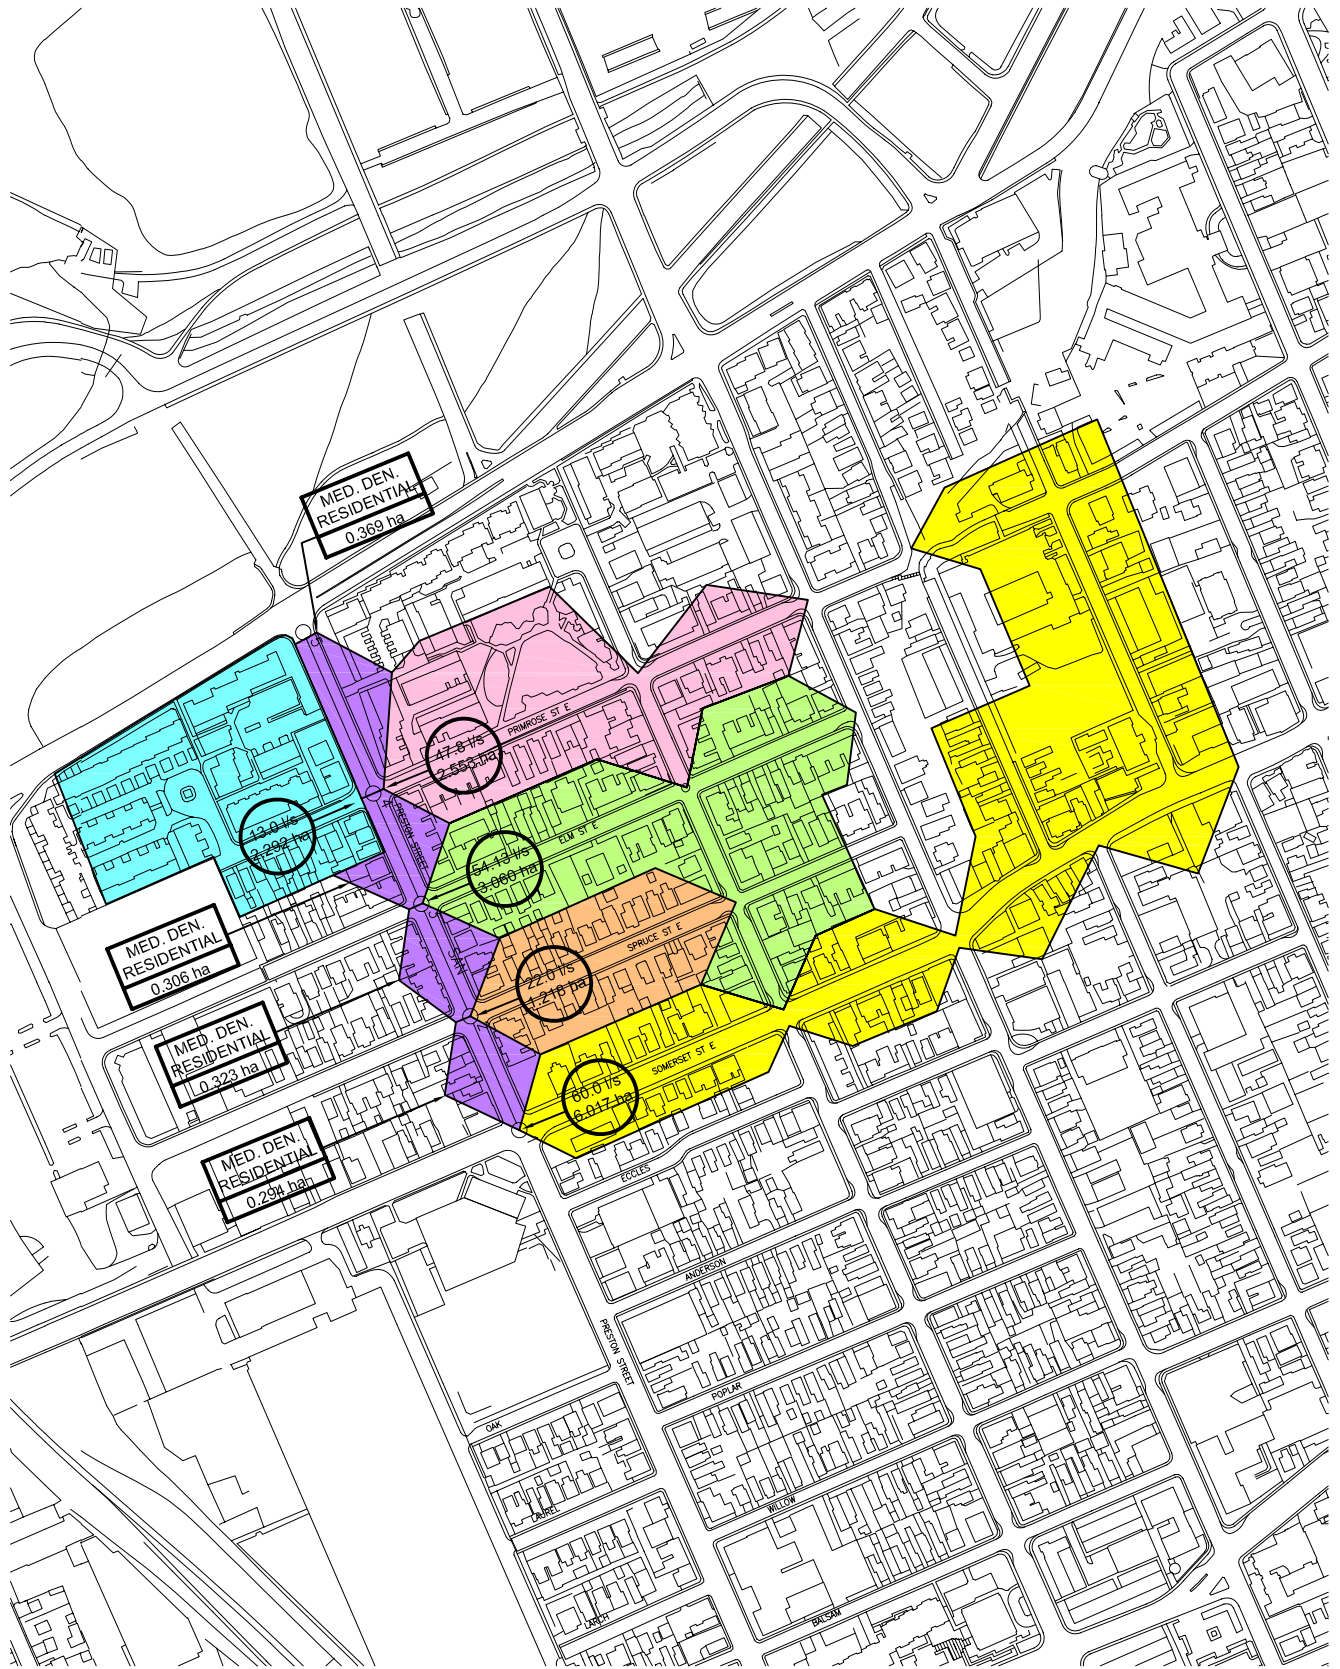 MED. DEN.
RESIDENTIAL
0.369 ha
PRIMROSE ST E
47.8 l/s
2.553 ha
PRESTON STREET
13.0 l/s
2.292 ha
ELM ST E
54.13 l/s
3.060 ha
MED. DEN.
RESIDENTIAL
0.306 ha
SPRUCE ST E
SAN
22.0 l/s
1.218 ha
MED. DEN.
RESIDENTIAL
0.323 ha
SOMERSET ST E
60.0 l/s
6.017 ha
MED. DEN.
RESIDENTIAL
0.294 ha
ECCLES
ANDERSON
PRESTON STREET
POPLAR
OAK
WILLOW
LAUREL
BALSAM
LARCH